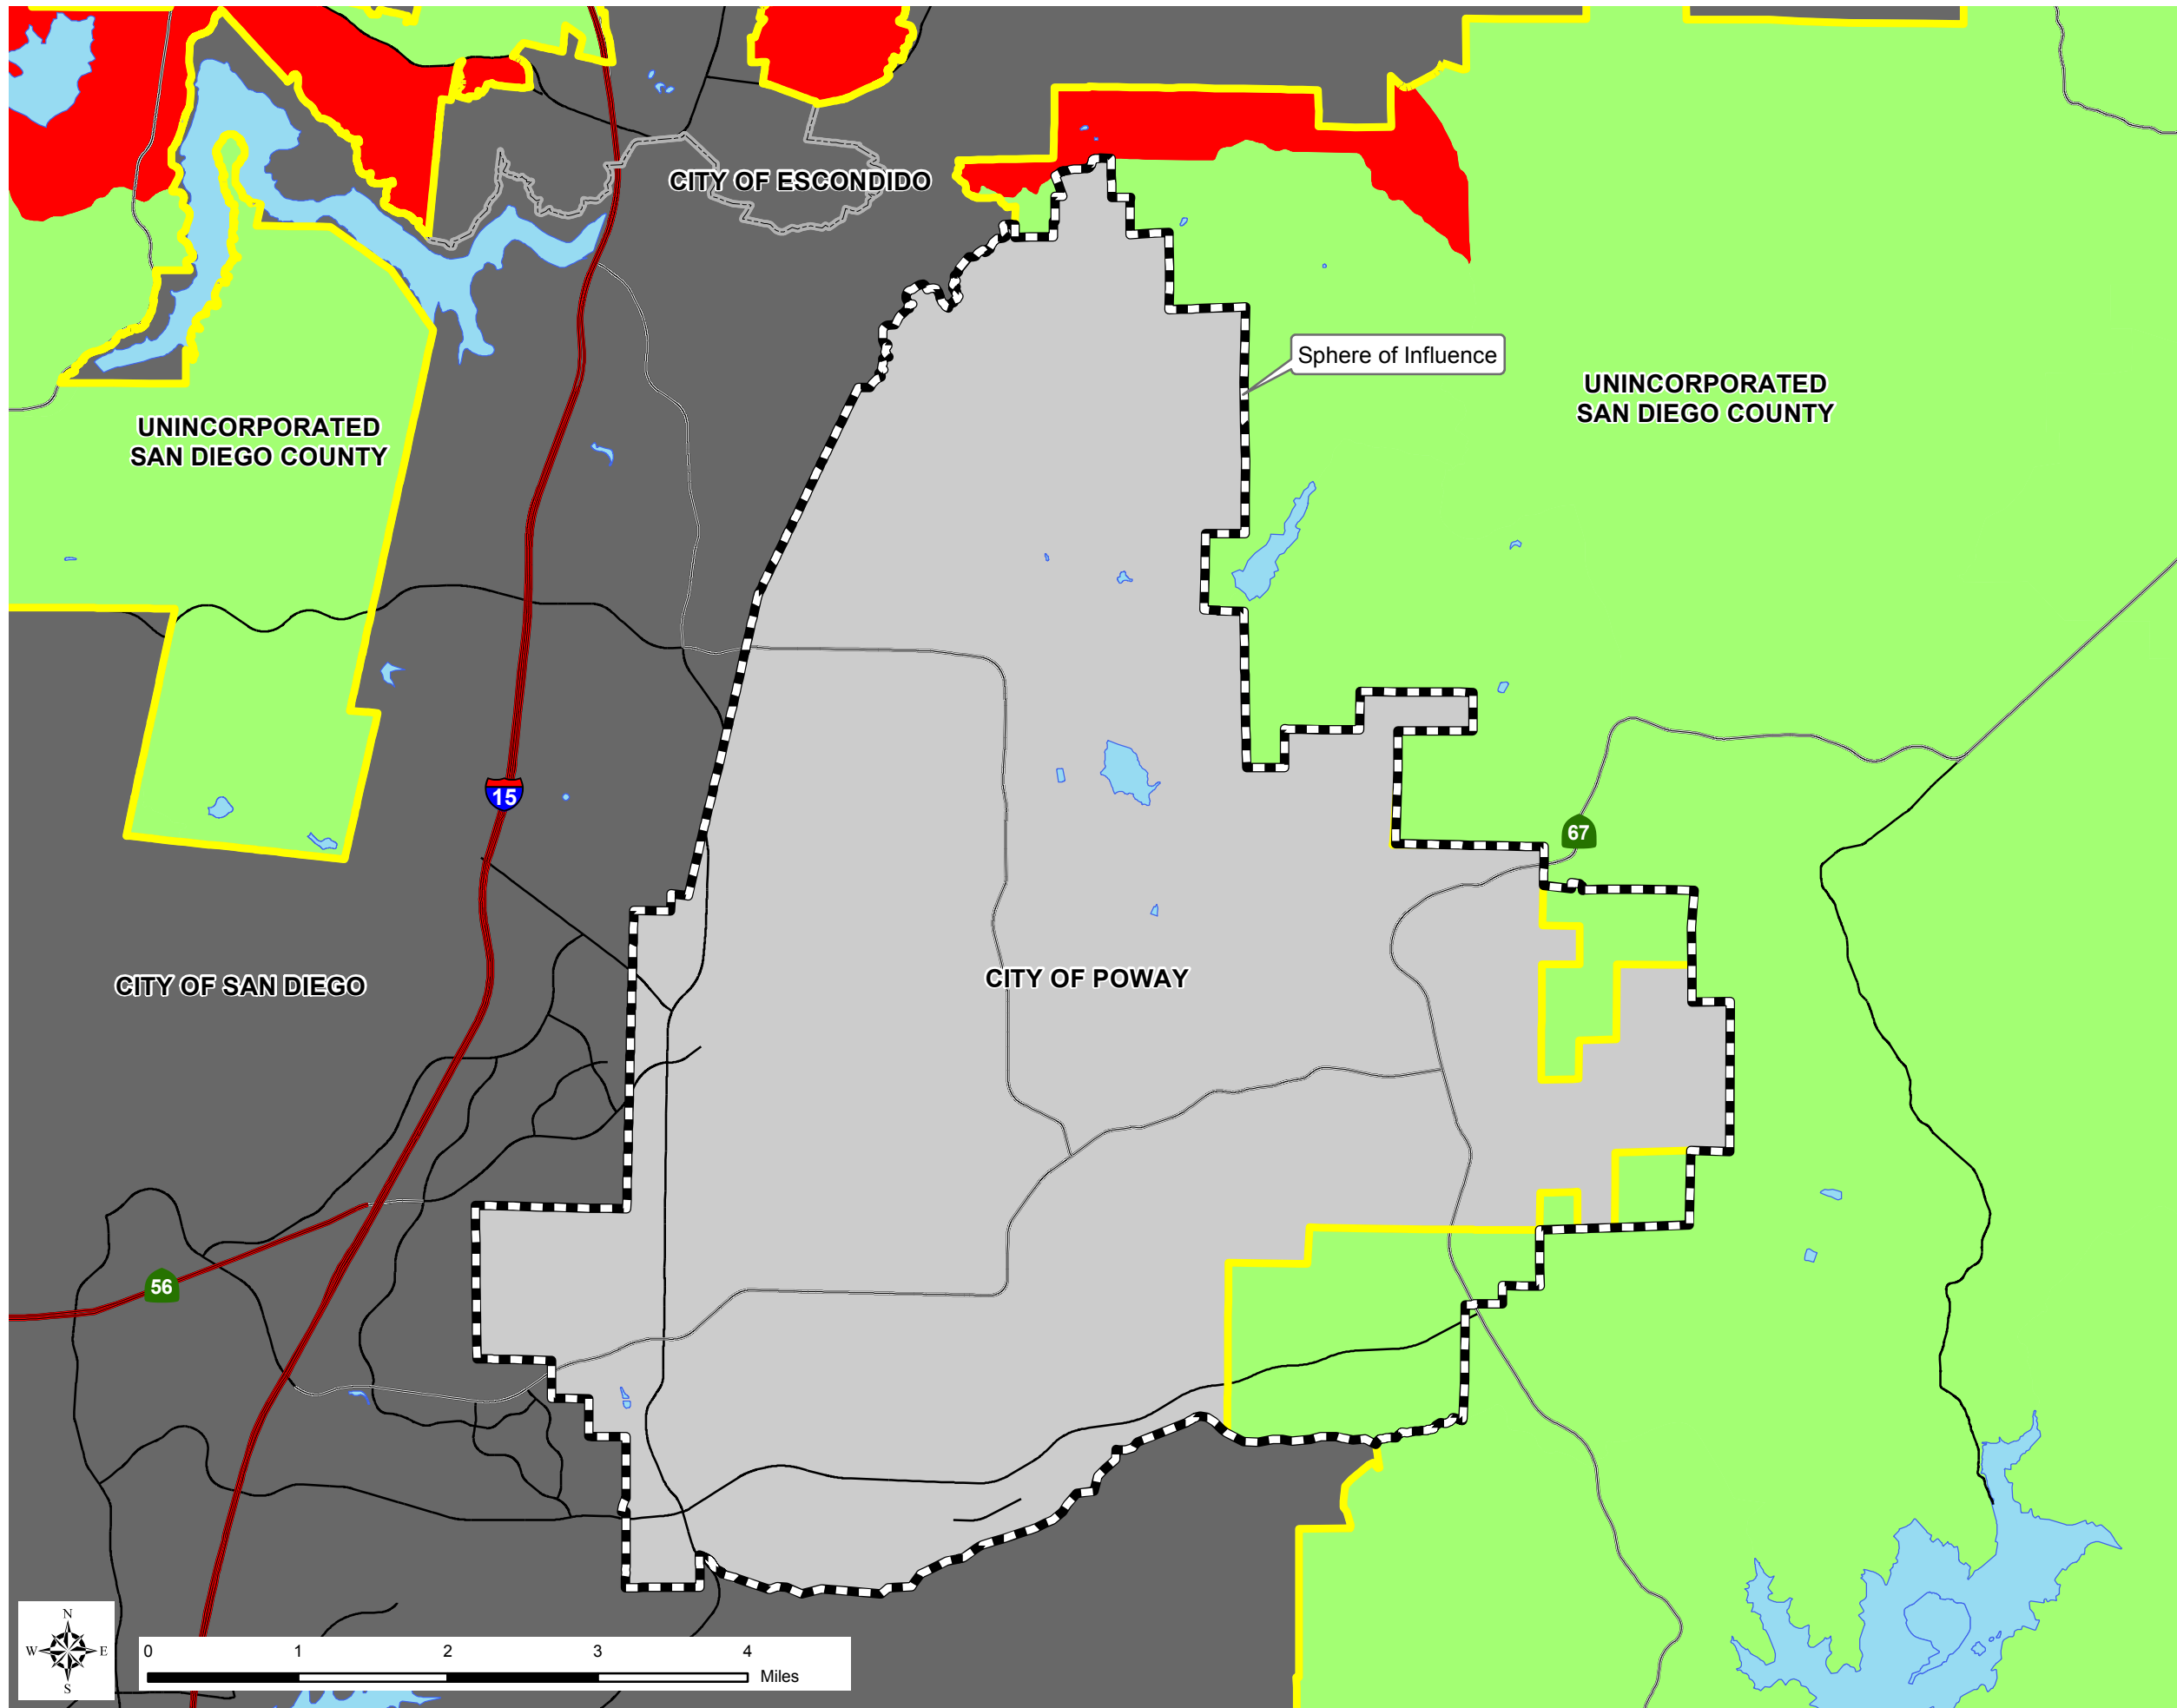 CITY OF ESCONDIDO
Sphere of Influence
UNINCORPORATED
SAN DIEGO COUNTY
UNINCORPORATED
SAN DIEGO COUNTY
15
67
CITY OF SAN DIEGO
CITY OF POWAY
56
N
W E
S
0 1 2 3 4
Miles